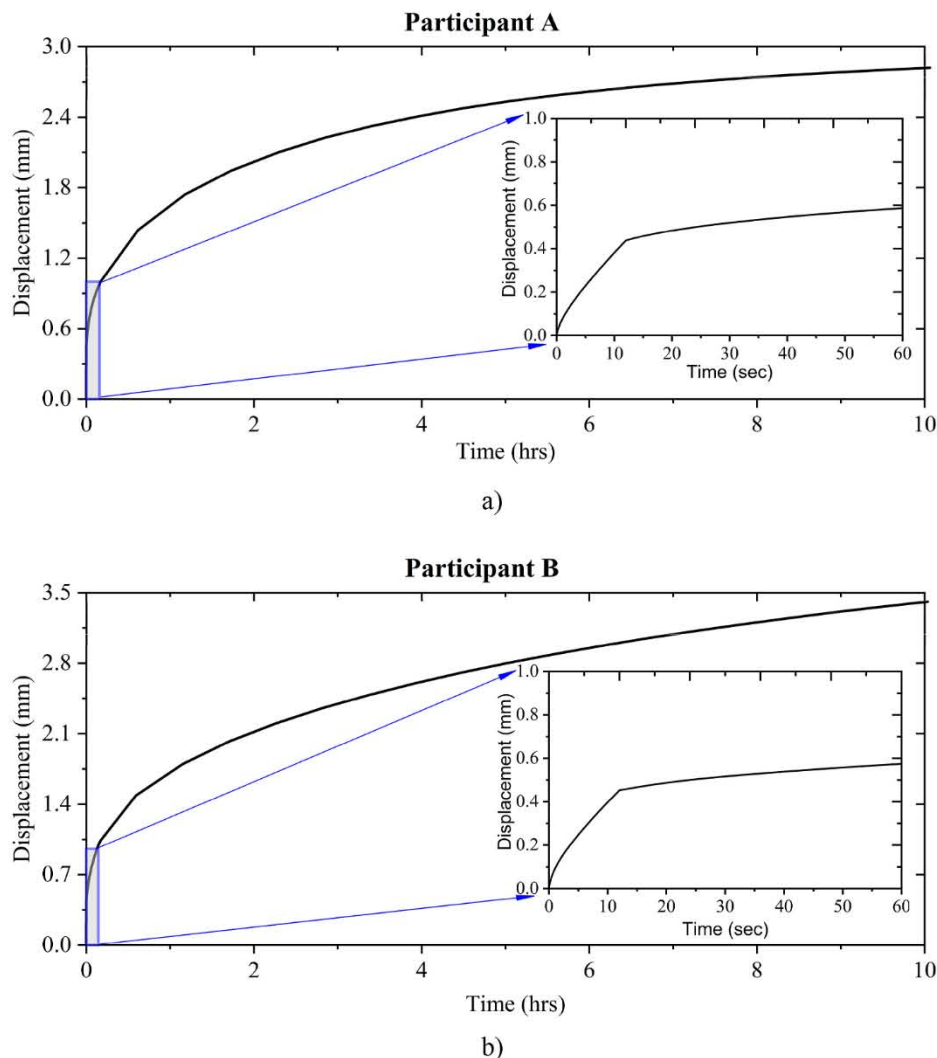 Participant A
3.0
2.4
1.8
1.2
0.6
0.0
Displacement (mm)
0 2 4 6 8 10
Time (hrs)
1.0
0.8
0.6
0.4
0.2
0.0
Displacement (mm)
0 10 20 30 40 50 60
Time (sec)
a)
Participant B
3.5
2.8
2.1
1.4
0.7
0.0
Displacement (mm)
0 2 4 6 8 10
Time (hrs)
1.0
0.8
0.6
0.4
0.2
0.0
Displacement (mm)
0 10 20 30 40 50 60
Time (sec)
b)